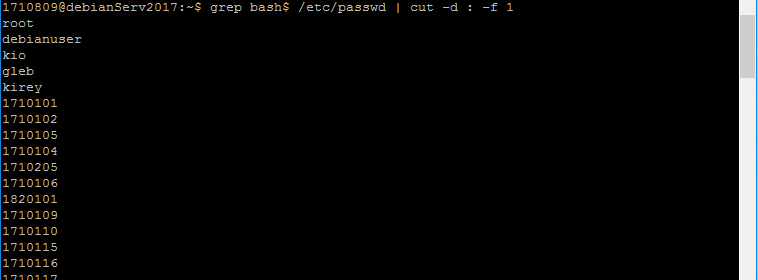 1710809@debianServ2017:~$ grep bash$ /etc/passwd | cut -d : -f 1
root
debianuser
kio
gleb
kirey
1710101
1710102
1710105
1710104
1710205
1710106
1820101
1710109
1710110
1710115
1710116
1710117